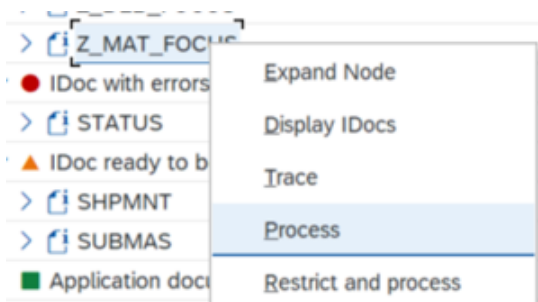 Z_MAT_FOCUS
IDoc with errors
STATUS
IDoc ready to b
SHPMNT
SUBMAS
Application docu
Expand Node
Display IDocs
Trace
Process
Restrict and process